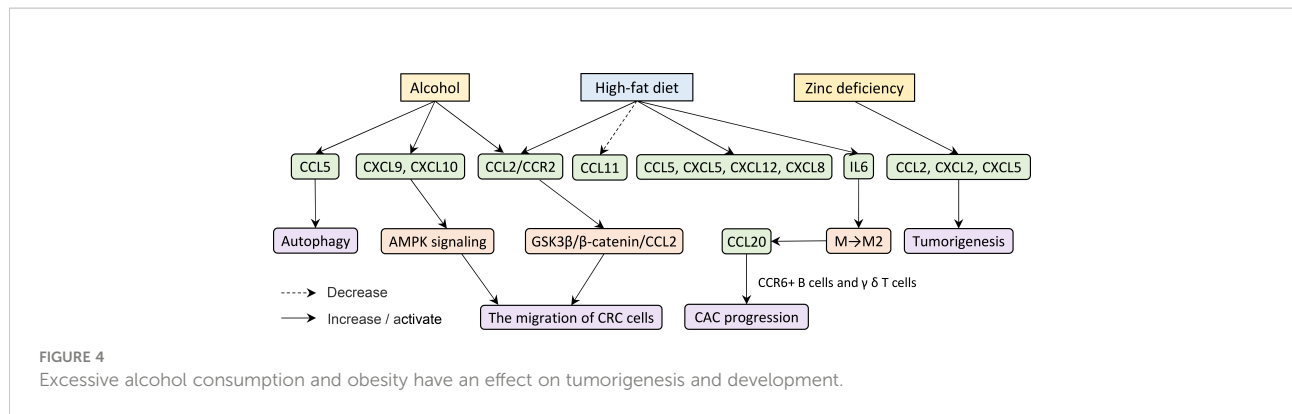 Alcohol
High-fat diet
Zinc deficiency
CCL5
CXCL9, CXCL10
CCL2/CCR2
CCL11
CCL5, CXCL5, CXCL12, CXCL8
IL6
CCL2, CXCL2, CXCL5
Autophagy
AMPK signaling
GSK3β/β-catenin/CCL2
CCL20
M→M2
Tumorigenesis
CCR6+ B cells and γ δ T cells
Decrease
Increase / activate
The migration of CRC cells
CAC progression
FIGURE 4
Excessive alcohol consumption and obesity have an effect on tumorigenesis and development.